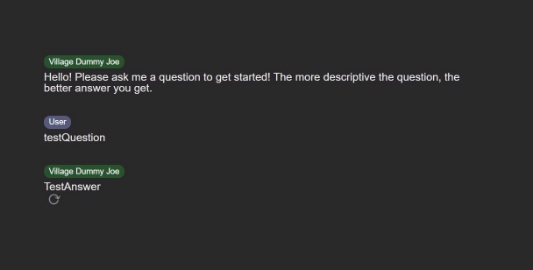 Village Dummy Joe
Hello! Please ask me a question to get started! The more descriptive the question, the
better answer you get.
User
testQuestion
Village Dummy Joe
TestAnswer